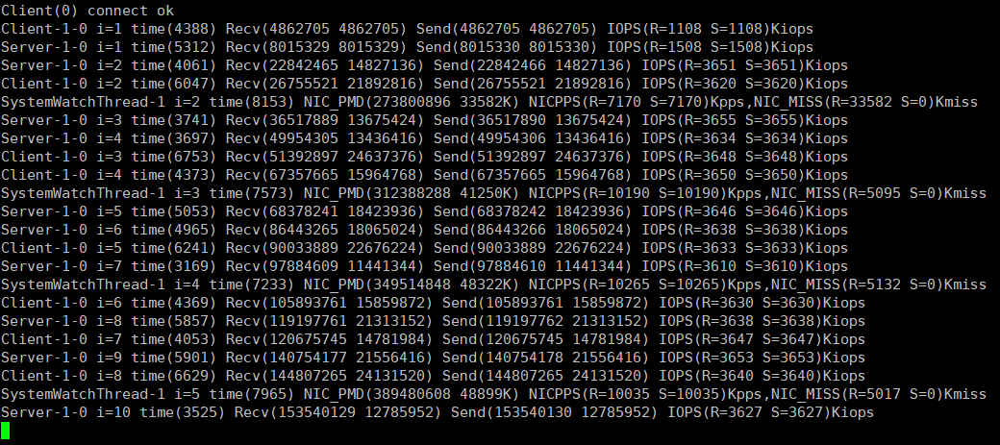 Client(0) connect ok
Client-1-0 i=1 time(4388) Recv(4862705 4862705) Send(4862705 4862705) IOPS(R=1108 S=1108)Kiops
Server-1-0 i=1 time(5312) Recv(8015329 8015329) Send(8015330 8015330) IOPS(R=1508 S=1508)Kiops
Server-1-0 i=2 time(4061) Recv(22842465 14827136) Send(22842466 14827136) IOPS(R=3651 S=3651)Kiops
Client-1-0 i=2 time(6047) Recv(26755521 21892816) Send(26755521 21892816) IOPS(R=3620 S=3620)Kiops
SystemWatchThread-1 i=2 time(8153) NIC_PMD(273800896 33582K) NICPPS(R=7170 S=7170)Kpps,NIC_MISS(R=33582 S=0)Kmiss
Server-1-0 i=3 time(3741) Recv(36517889 13675424) Send(36517890 13675424) IOPS(R=3655 S=3655)Kiops
Server-1-0 i=4 time(3697) Recv(49954305 13436416) Send(49954306 13436416) IOPS(R=3634 S=3634)Kiops
Client-1-0 i=3 time(6753) Recv(51392897 24637376) Send(51392897 24637376) IOPS(R=3648 S=3648)Kiops
Client-1-0 i=4 time(4373) Recv(67357665 15964768) Send(67357665 15964768) IOPS(R=3650 S=3650)Kiops
SystemWatchThread-1 i=3 time(7573) NIC_PMD(312388288 41250K) NICPPS(R=10190 S=10190)Kpps,NIC_MISS(R=5095 S=0)Kmiss
Server-1-0 i=5 time(5053) Recv(68378241 18423936) Send(68378242 18423936) IOPS(R=3646 S=3646)Kiops
Server-1-0 i=6 time(4965) Recv(86443265 18065024) Send(86443266 18065024) IOPS(R=3638 S=3638)Kiops
Client-1-0 i=5 time(6241) Recv(90033889 22676224) Send(90033889 22676224) IOPS(R=3633 S=3633)Kiops
Server-1-0 i=7 time(3169) Recv(97884609 11441344) Send(97884610 11441344) IOPS(R=3610 S=3610)Kiops
SystemWatchThread-1 i=4 time(7233) NIC_PMD(349514848 48322K) NICPPS(R=10265 S=10265)Kpps,NIC_MISS(R=5132 S=0)Kmiss
Client-1-0 i=6 time(4369) Recv(105893761 15859872) Send(105893761 15859872) IOPS(R=3630 S=3630)Kiops
Server-1-0 i=8 time(5857) Recv(119197761 21313152) Send(119197762 21313152) IOPS(R=3638 S=3638)Kiops
Client-1-0 i=7 time(4053) Recv(120675745 14781984) Send(120675745 14781984) IOPS(R=3647 S=3647)Kiops
Server-1-0 i=9 time(5901) Recv(140754177 21556416) Send(140754178 21556416) IOPS(R=3653 S=3653)Kiops
Client-1-0 i=8 time(6629) Recv(144807265 24131520) Send(144807265 24131520) IOPS(R=3640 S=3640)Kiops
SystemWatchThread-1 i=5 time(7965) NIC_PMD(389480608 48899K) NICPPS(R=10035 S=10035)Kpps,NIC_MISS(R=5017 S=0)Kmiss
Server-1-0 i=10 time(3525) Recv(153540129 12785952) Send(153540130 12785952) IOPS(R=3627 S=3627)Kiops